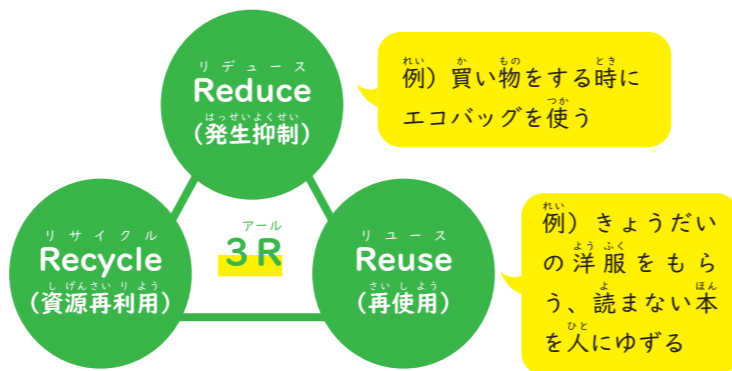 リデュース
Reduce
はっせいよくせい
（発生抑制）
れい か もの とき
例）買い物をする時に
つか
エコバッグを使う
リサイクル
Recycle
し げんさい り よう
（資源再利用）
アール
3R
リユース
Reuse
さい し よう
（再使用）
れい
例）きょうだい
よう ふく
の洋服をもら
よ ほん
う、読まない本
ひと
を人にゆずる